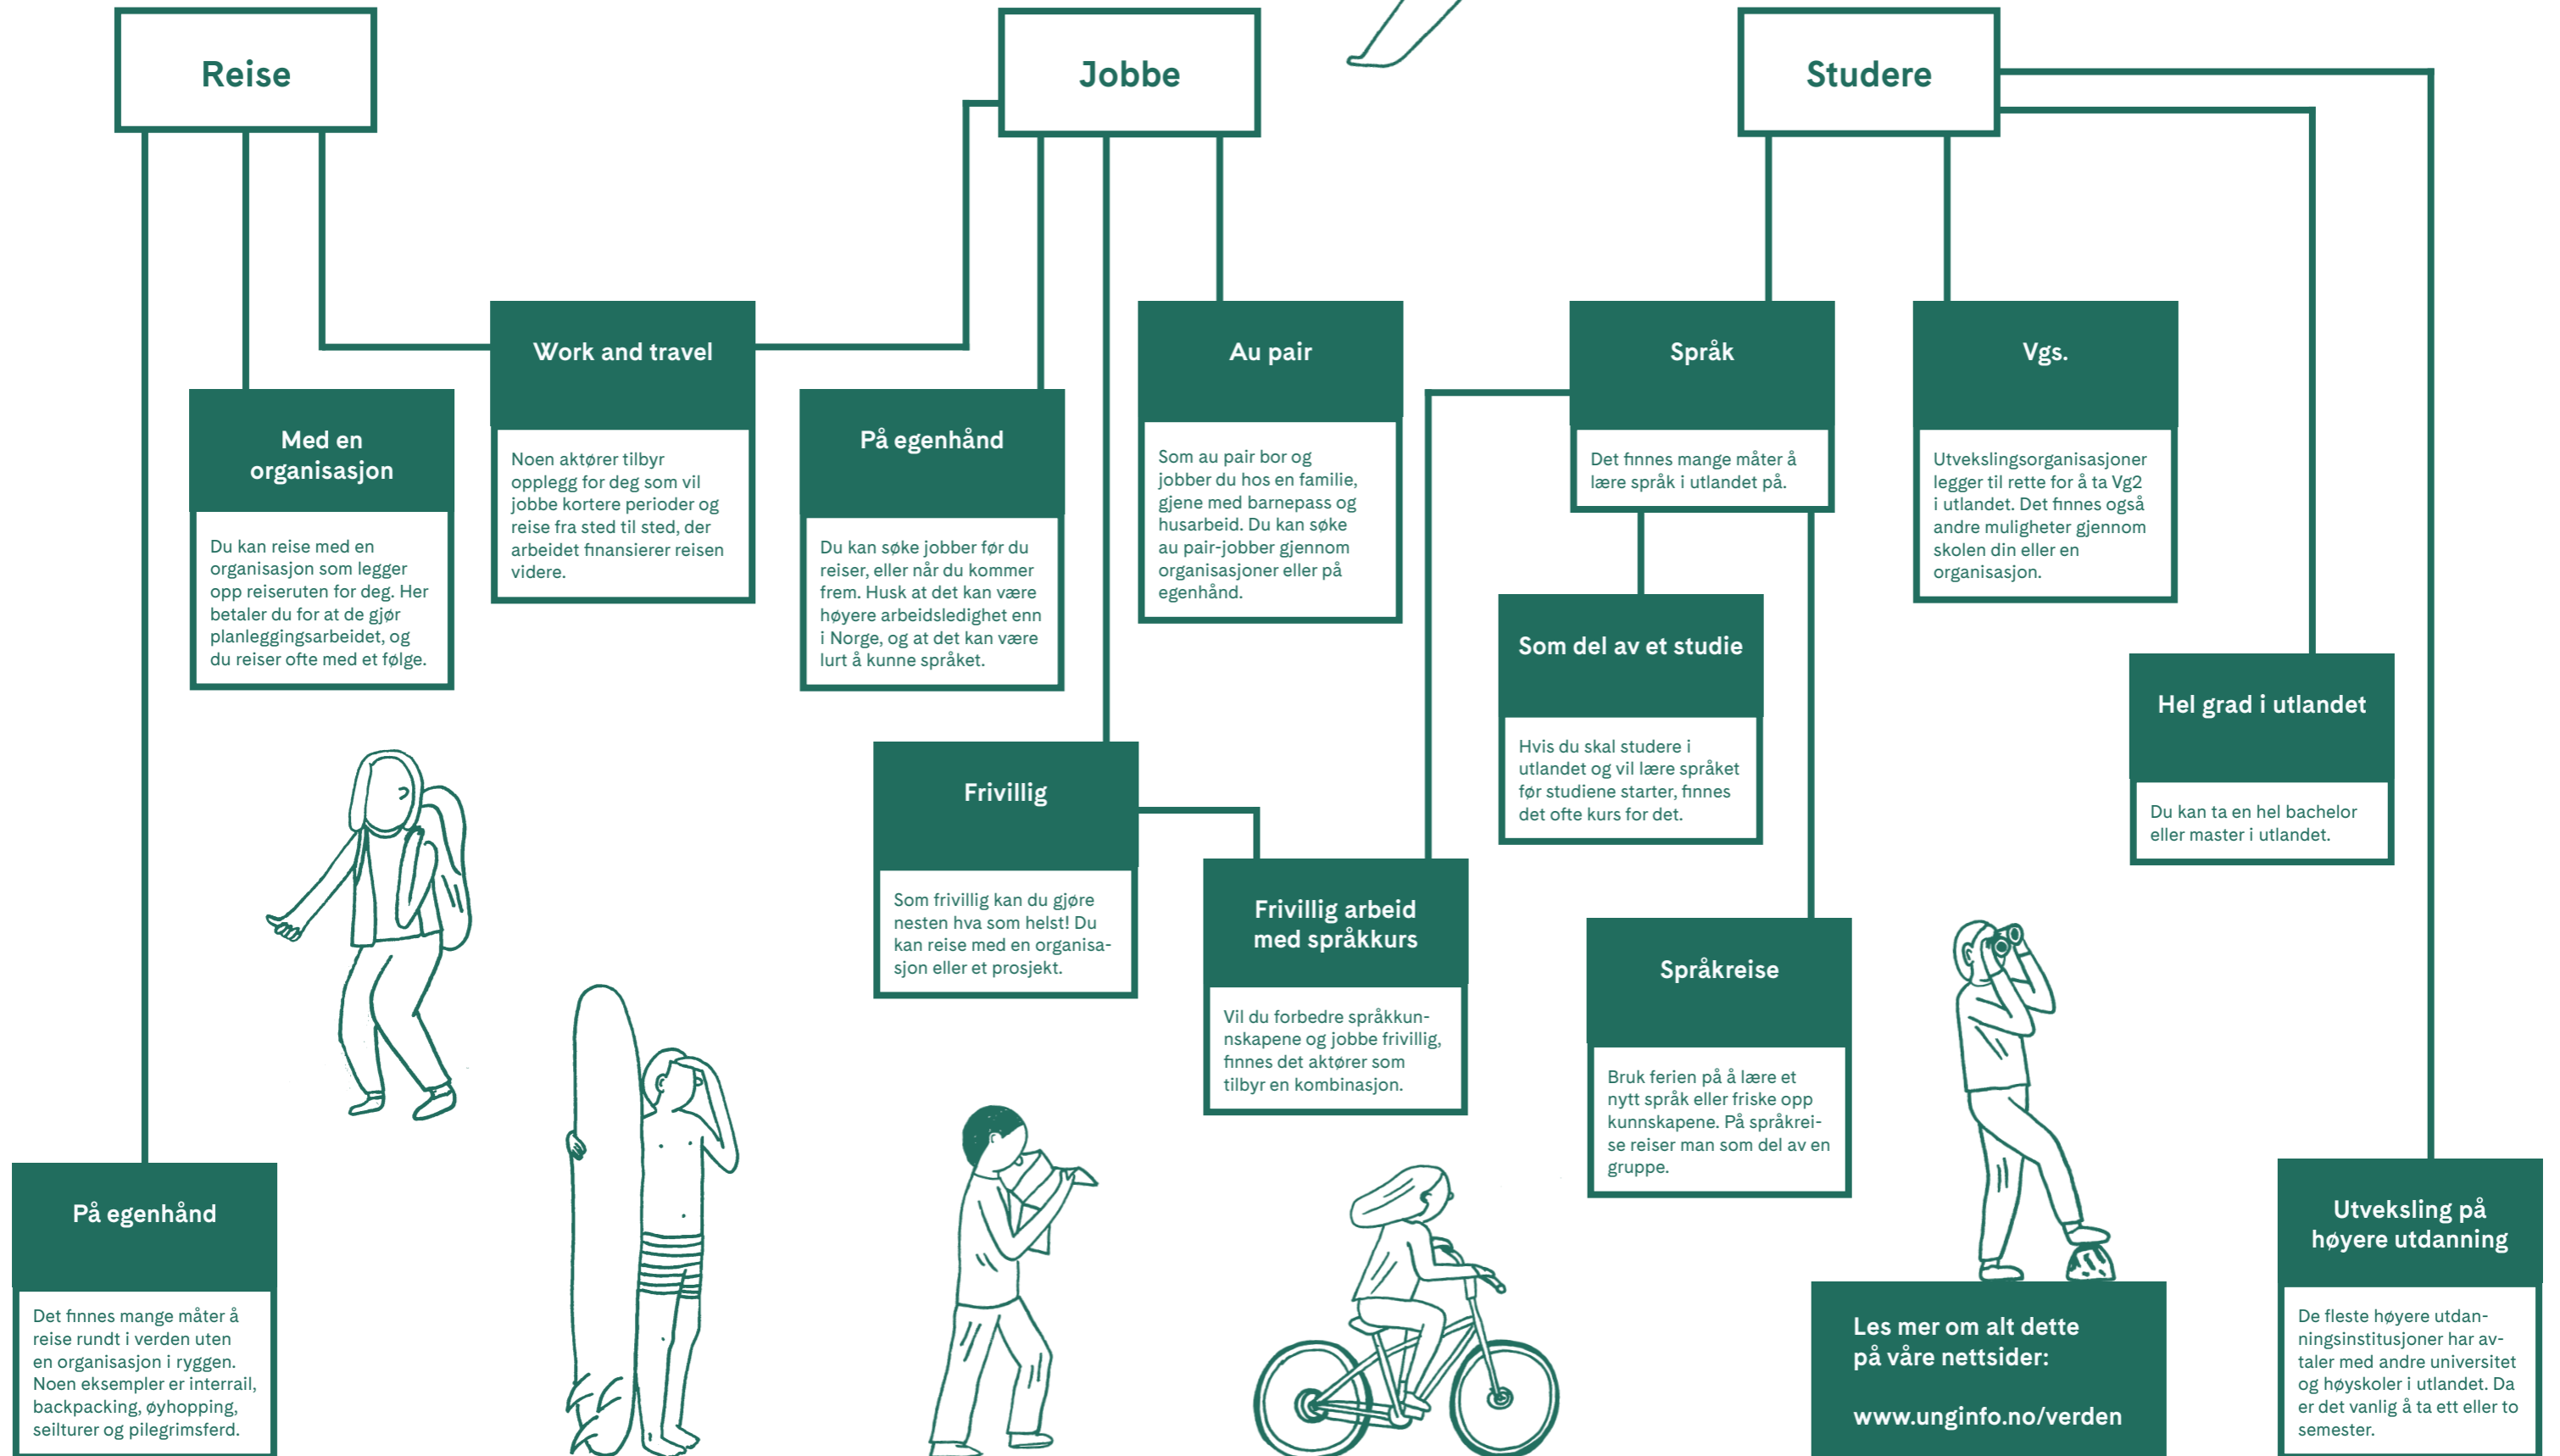 Reise
Jobbe
Studere
Med en
organisasjon
Du kan reise med en
organisasjon som legger
opp reiseruten for deg. Her
betaler du for at de gjør
planleggingsarbeidet, og
du reiser ofte med et følge.
Work and travel
Noen aktører tilbyr
opplegg for deg som vil
jobbe kortere perioder og
reise fra sted til sted, der
arbeidet finansierer reisen
videre.
På egenhånd
Du kan søke jobber før du
reiser, eller når du kommer
frem. Husk at det kan være
høyere arbeidsledighet enn
i Norge, og at det kan være
lurt å kunne språket.
Au pair
Som au pair bor og
jobber du hos en familie,
gjene med barnepass og
husarbeid. Du kan søke
au pair-jobber gjennom
organisasjoner eller på
egenhånd.
Språk
Det finnes mange måter å
lære språk i utlandet på.
Vgs.
Utvekslingsorganisasjoner
legger til rette for å ta Vg2
i utlandet. Det finnes også
andre muligheter gjennom
skolen din eller en
organisasjon.
Som del av et studie
Hvis du skal studere i
utlandet og vil lære språket
før studiene starter, finnes
det ofte kurs for det.
Hel grad i utlandet
Du kan ta en hel bachelor
eller master i utlandet.
Frivillig
Som frivillig kan du gjøre
nesten hva som helst! Du
kan reise med en organisa-
sjon eller et prosjekt.
Frivillig arbeid
med språkkurs
Vil du forbedre språkkun-
nskapene og jobbe frivillig,
finnes det aktører som
tilbyr en kombinasjon.
Språkreise
Bruk ferien på å lære et
nytt språk eller friske opp
kunnskapene. På språkrei-
se reiser man som del av en
gruppe.
På egenhånd
Det finnes mange måter å
reise rundt i verden uten
en organisasjon i ryggen.
Noen eksempler er interrail,
backpacking, øyhopping,
seilturer og pilegrimsferd.
Les mer om alt dette
på våre nettsider:
www.unginfo.no/verden
Utveksling på
høyere utdanning
De fleste høyere utdan-
ningsinstitusjoner har av-
taler med andre universitet
og høyskoler i utlandet. Da
er det vanlig å ta ett eller to
semester.